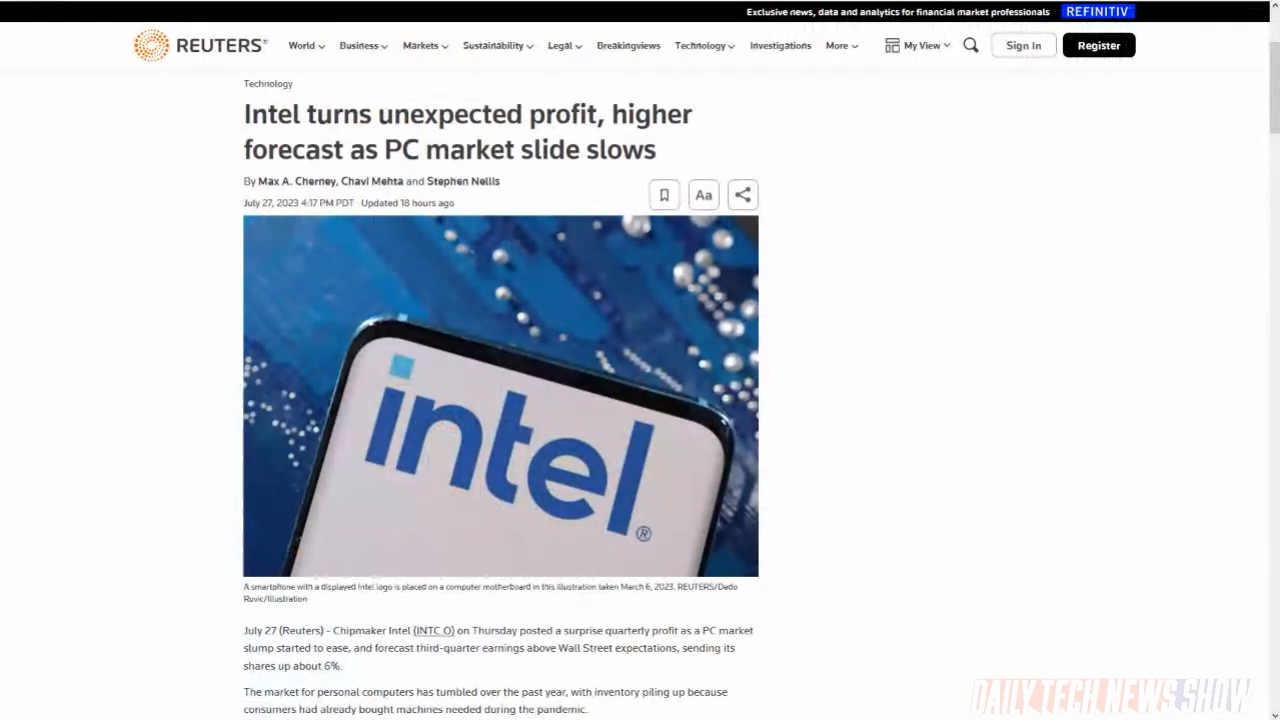 Exclusive news, data and analytics for financial market professionals REFINITIV
REUTERS®
World Business Markets Sustainability Legal Breakingviews Technology Investigations More My View Sign In Register
Technology
Intel turns unexpected profit, higher
forecast as PC market slide slows
By Max A. Cherney, Chavi Mehta and Stephen Nellis
July 27, 2023 4:17 PM PDT · Updated 18 hours ago
Aa
intel®
A smartphone with a displayed Intel logo is placed on a computer motherboard in this illustration taken March 6, 2023. REUTERS/Dado
Ruvic/Illustration
July 27 (Reuters) - Chipmaker Intel (INTC.O) on Thursday posted a surprise quarterly profit as a PC market
slump started to ease, and forecast third-quarter earnings above Wall Street expectations, sending its
shares up about 6%.
The market for personal computers has tumbled over the past year, with inventory piling up because
consumers had already bought machines needed during the pandemic.
DAILY TECH NEWS SHOW